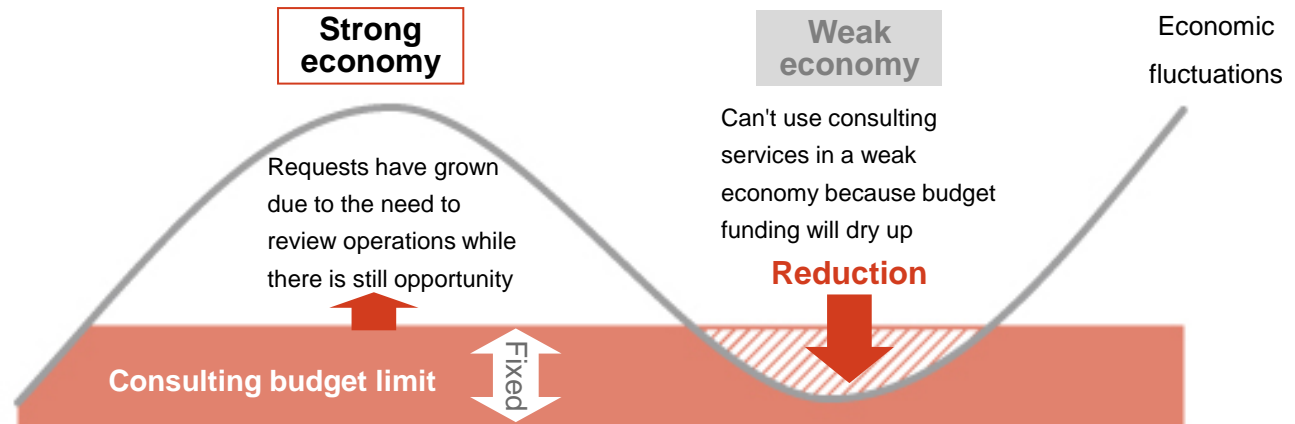 Strong
economy
Weak
economy
Economic
fluctuations
Requests have grown
due to the need to
review operations while
there is still opportunity
Can't use consulting
services in a weak
economy because budget
funding will dry up
Reduction
Consulting budget limit
Fixed